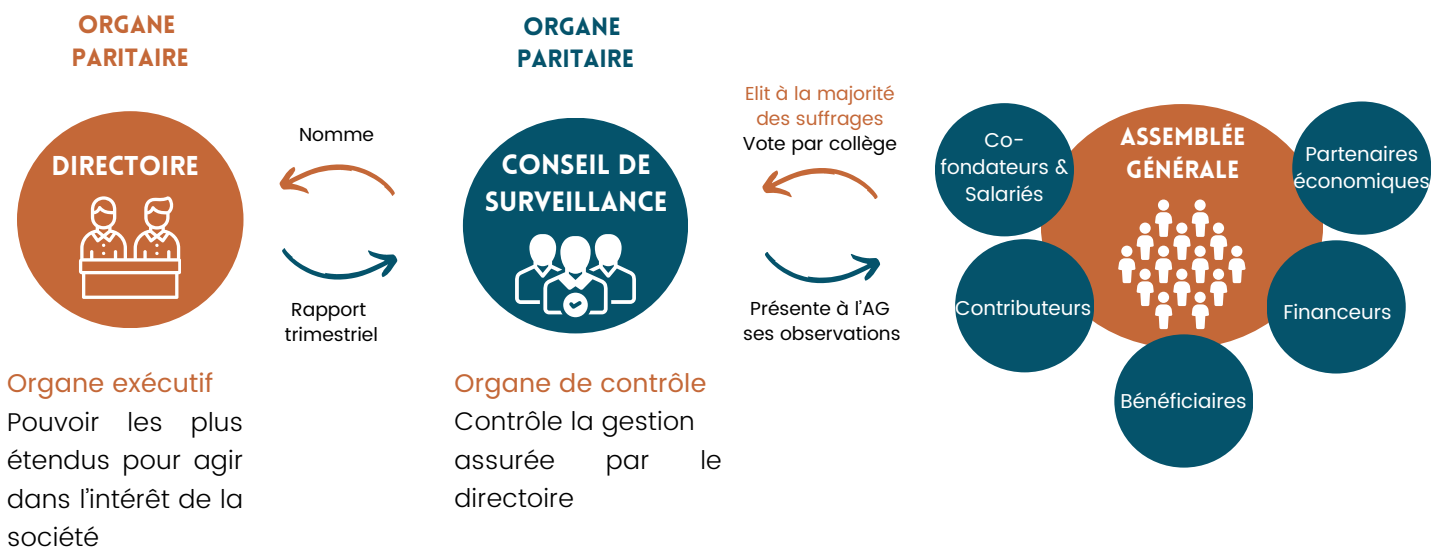 ORGANE
PARITAIRE
DIRECTOIRE
Organe exécutif
Pouvoir les plus
étendus pour agir
dans l'intérêt de la
société
Nomme
Rapport
trimestriel
ORGANE
PARITAIRE
CONSEIL DE
SURVEILLANCE
Organe de contrôle
Contrôle la gestion
assurée par le
directoire
Elit à la majorité
des suffrages
Vote par collège
Présente à l'AG
ses observations
ASSEMBLÉE
GÉNÉRALE
Co-
fondateurs &
Salariés
Partenaires
économiques
Contributeurs
Financeurs
Bénéficiaires